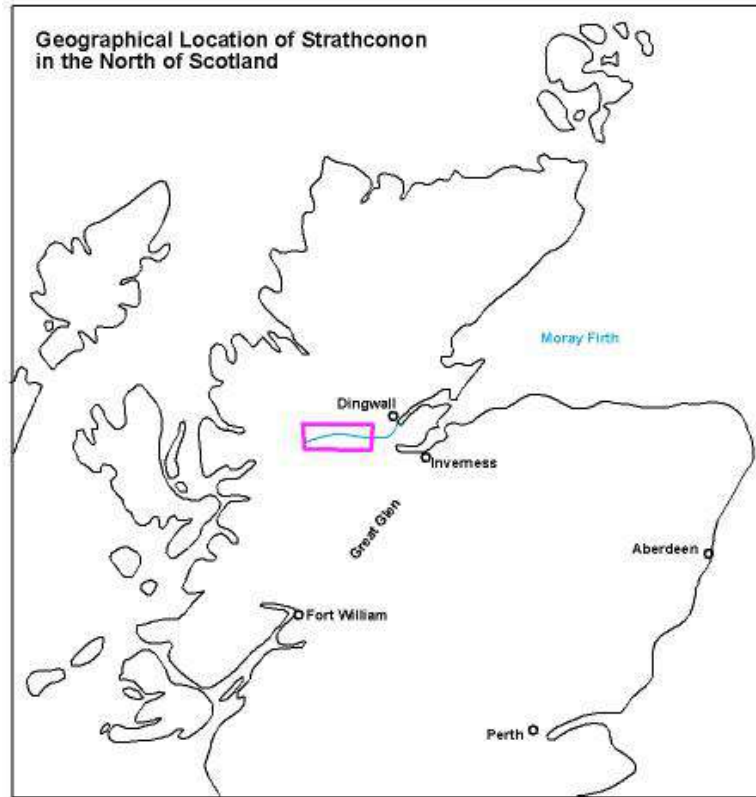 Geographical Location of Strathconon
in the North of Scotland
Moray Firth
Dingwall
Inverness
Great Glen
Aberdeen
Fort William
Perth